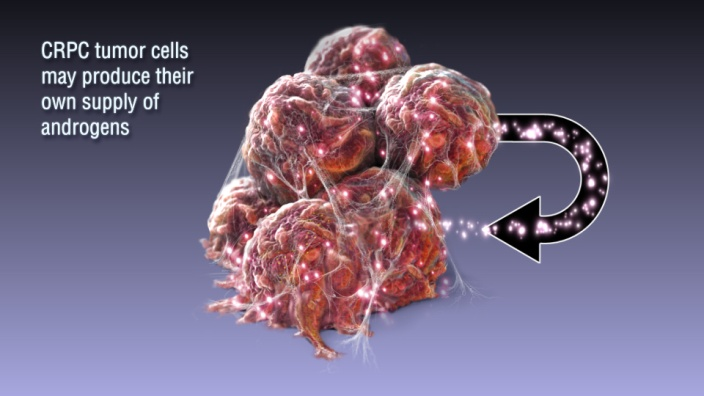 CRPC tumor cells
may produce their
own supply of
androgens